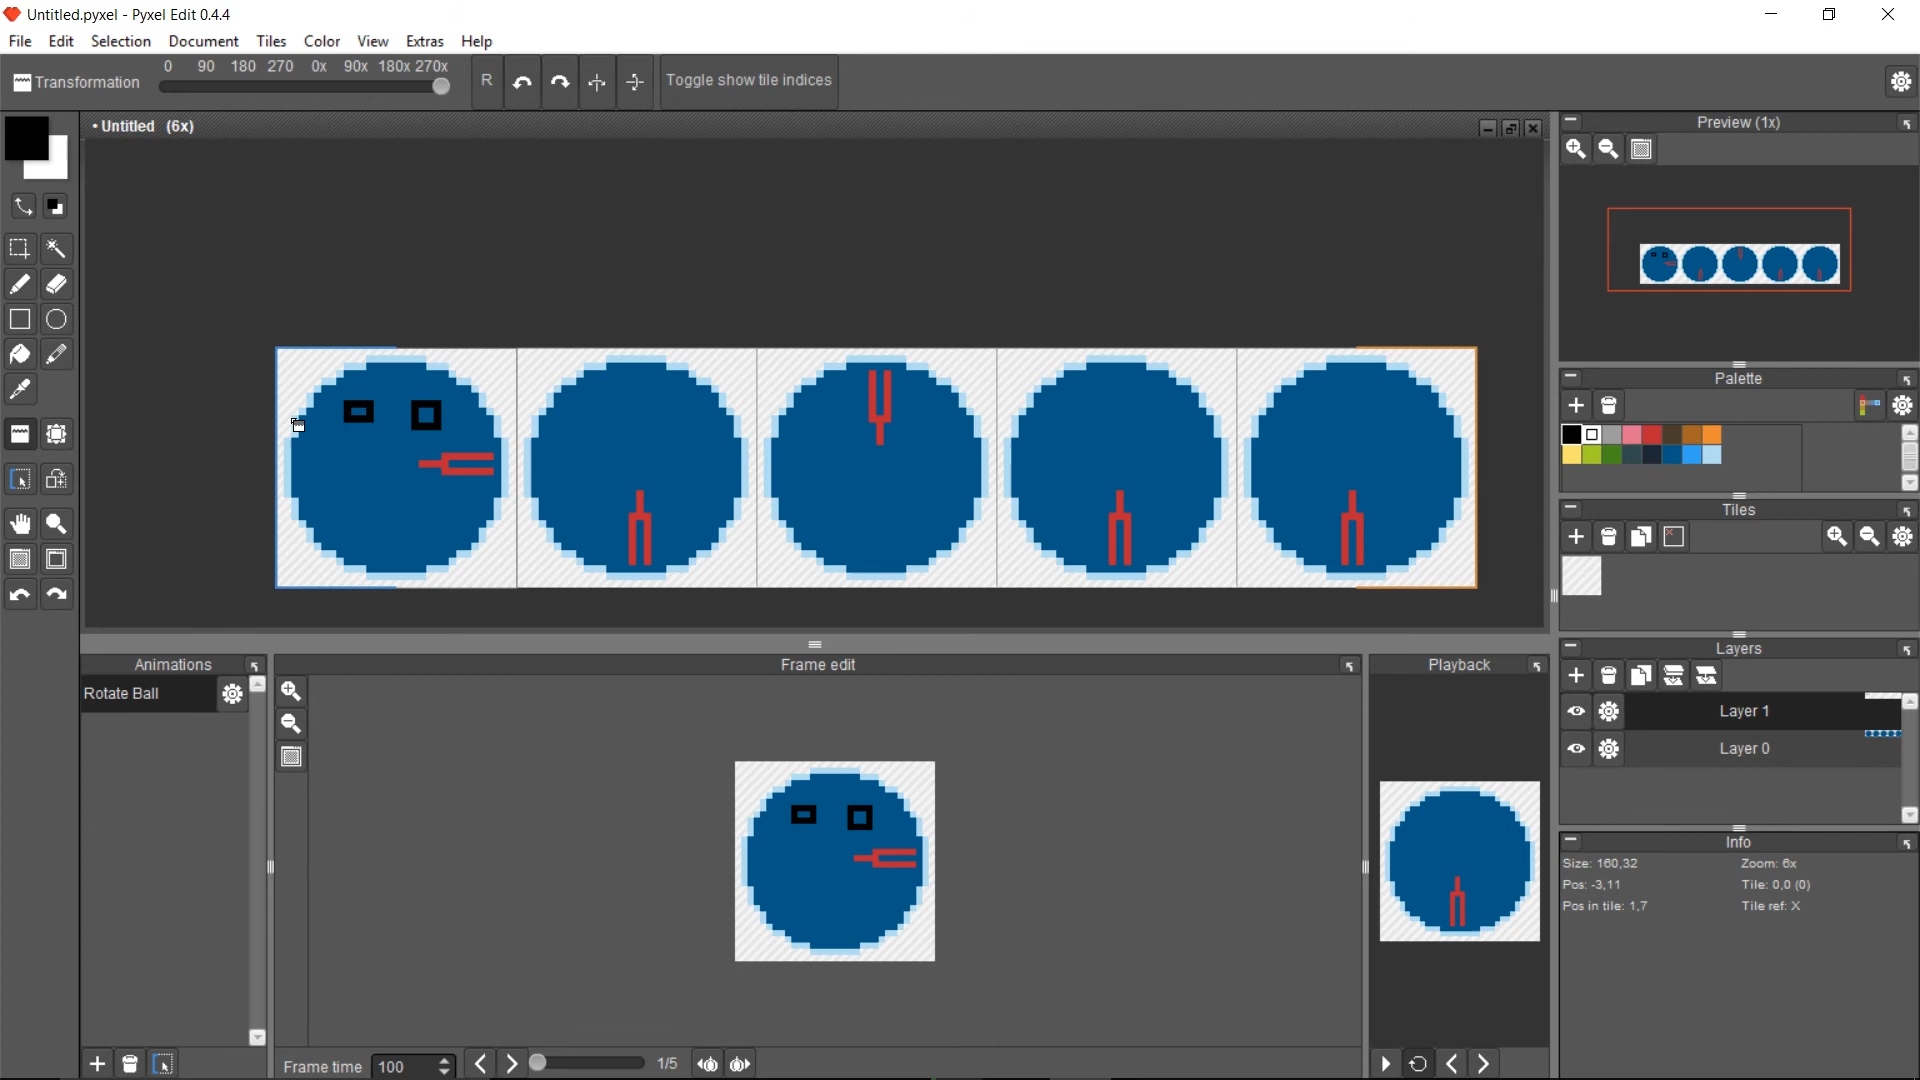 Untitled.pyxel - Pyxel Edit 0.4.4
File Edit Selection Document Tiles Color View Extras Help
Transformation 0 90 180 270 0x 90x 180x 270x R Toggle show tile indices
• Untitled (6x)
Preview (1x)
Palette
Tiles
Layers
Layer 1
Layer 0
Info
Size: 160,32 Zoom: 6x
Pos: -3,11 Tile: 0,0 (0)
Pos in tile: 1,7 Tile ref: X
Animations
Rotate Ball
Frame edit
Playback
Frame time 100 1/5